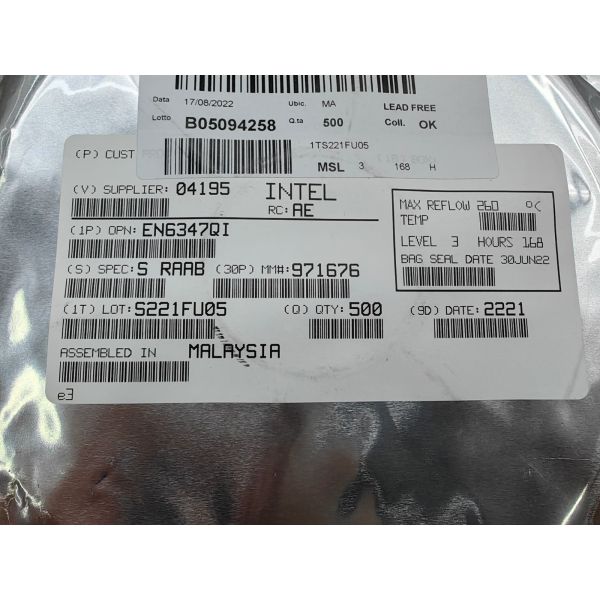 Data 17/08/2022 Ubic. MA LEAD FREE
Lotto B05094258 Q.ta 500 Coll. OK
1TS221FU05
MSL 3 168 H
(P) CUST
(V) SUPPLIER: 04195 INTEL
RC: AE
(1P) OPN: EN6347QI
(S) SPEC: S RAAB (30P) MM#: 971676
(1T) LOT: S221FU05 (Q) QTY: 500 (9D) DATE: 2221
ASSEMBLED IN MALAYSIA
e3
MAX REFLOW 260 °C
TEMP
LEVEL 3 HOURS 168
BAG SEAL DATE 30JUN22